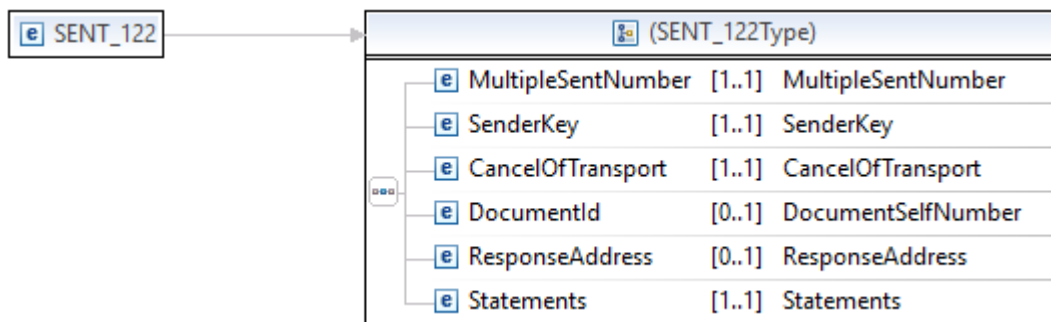 e SENT_122
(SENT_122Type)
e MultipleSentNumber [1..1] MultipleSentNumber
e SenderKey [1..1] SenderKey
e CancelOfTransport [1..1] CancelOfTransport
e DocumentId [0..1] DocumentSelfNumber
e ResponseAddress [0..1] ResponseAddress
e Statements [1..1] Statements